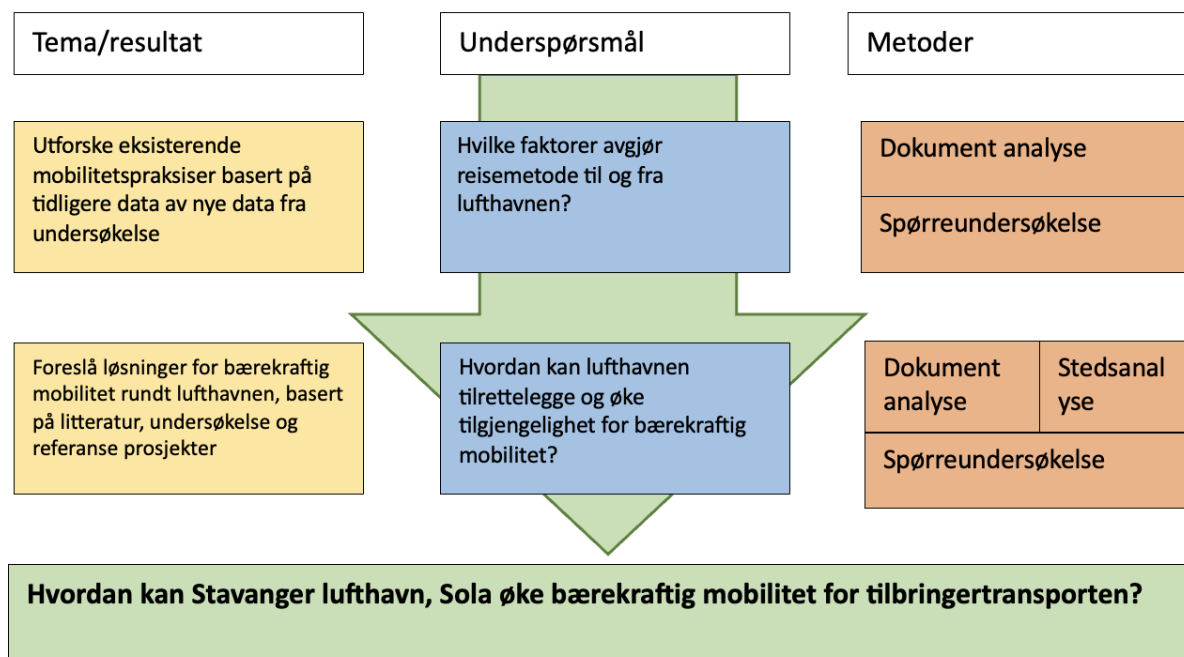 Tema/resultat
Underspørsmål
Metoder
Utforske eksisterende
mobilitetspraksiser basert på
tidligere data av nye data fra
undersøkelse
Hvilke faktorer avgjør
reisemetode til og fra
lufthavnen?
Dokument analyse
Spørreundersøkelse
Foreslå løsninger for bærekraftig
mobilitet rundt lufthavnen, basert
på litteratur, undersøkelse og
referanse prosjekter
Hvordan kan lufthavnen
tilrettelegge og øke
tilgjengelighet for bærekraftig
mobilitet?
Dokument
analyse
Stedsanal
yse
Spørreundersøkelse
Hvordan kan Stavanger lufthavn, Sola øke bærekraftig mobilitet for tilbringertransporten?